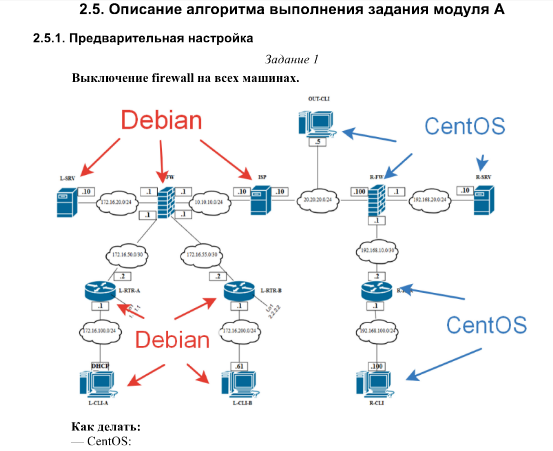 2.5. Описание алгоритма выполнения задания модуля А
2.5.1. Предварительная настройка
Задание 1
Выключение firewall на всех машинах.
OUT-CLI
Debian
CentOS
.5
L-SRV
FW
ISP
R-FW
R-SRV
.10
.1
.1
.10
.10
.100
.1
.10
172.16.20.0/24
10.10.10.0/24
20.20.20.0/24
192.168.20.0/24
.1
.1
.1
172.16.50.0/30
172.16.55.0/30
192.168.10.0/30
.2
.2
.2
L-RTR-A
L-RTR-B
.1
.1
.1
Debian
CentOS
172.16.100.0/24
172.16.200.0/24
192.168.100.0/24
DHCP
.61
.100
L-CLI-A
L-CLI-B
R-CLI
Как делать:
— CentOS: